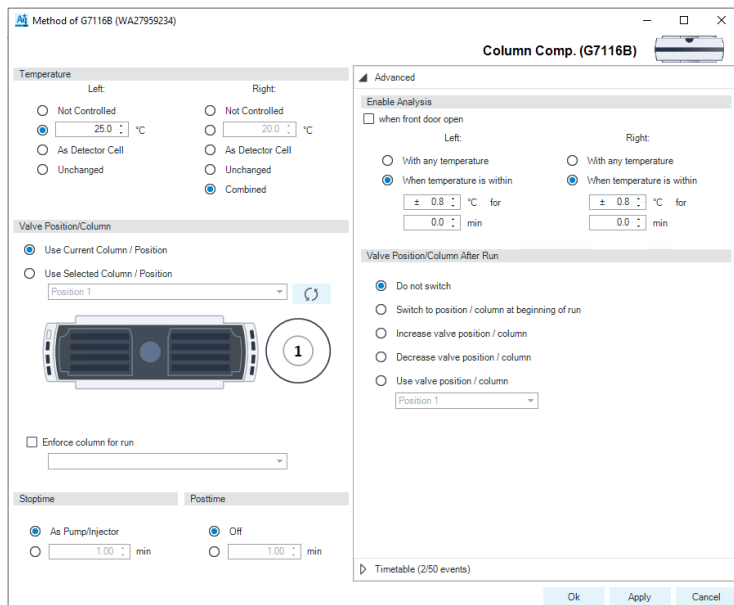 Method of G7116B (WA27959234)
Column Comp. (G7116B)
Temperature
Left: Right:
Not Controlled Not Controlled
25.0 °C 20.0 °C
As Detector Cell As Detector Cell
Unchanged Unchanged
Combined
Valve Position/Column
Use Current Column / Position
Use Selected Column / Position
Position 1
1
Enforce column for run
Stoptime Posttime
As Pump/Injector Off
1.00 min 1.00 min
Advanced
Enable Analysis
when front door open
Left: Right:
With any temperature With any temperature
When temperature is within When temperature is within
± 0.8 °C for ± 0.8 °C for
0.0 min 0.0 min
Valve Position/Column After Run
Do not switch
Switch to position / column at beginning of run
Increase valve position / column
Decrease valve position / column
Use valve position / column
Position 1
Timetable (2/50 events)
Ok Apply Cancel